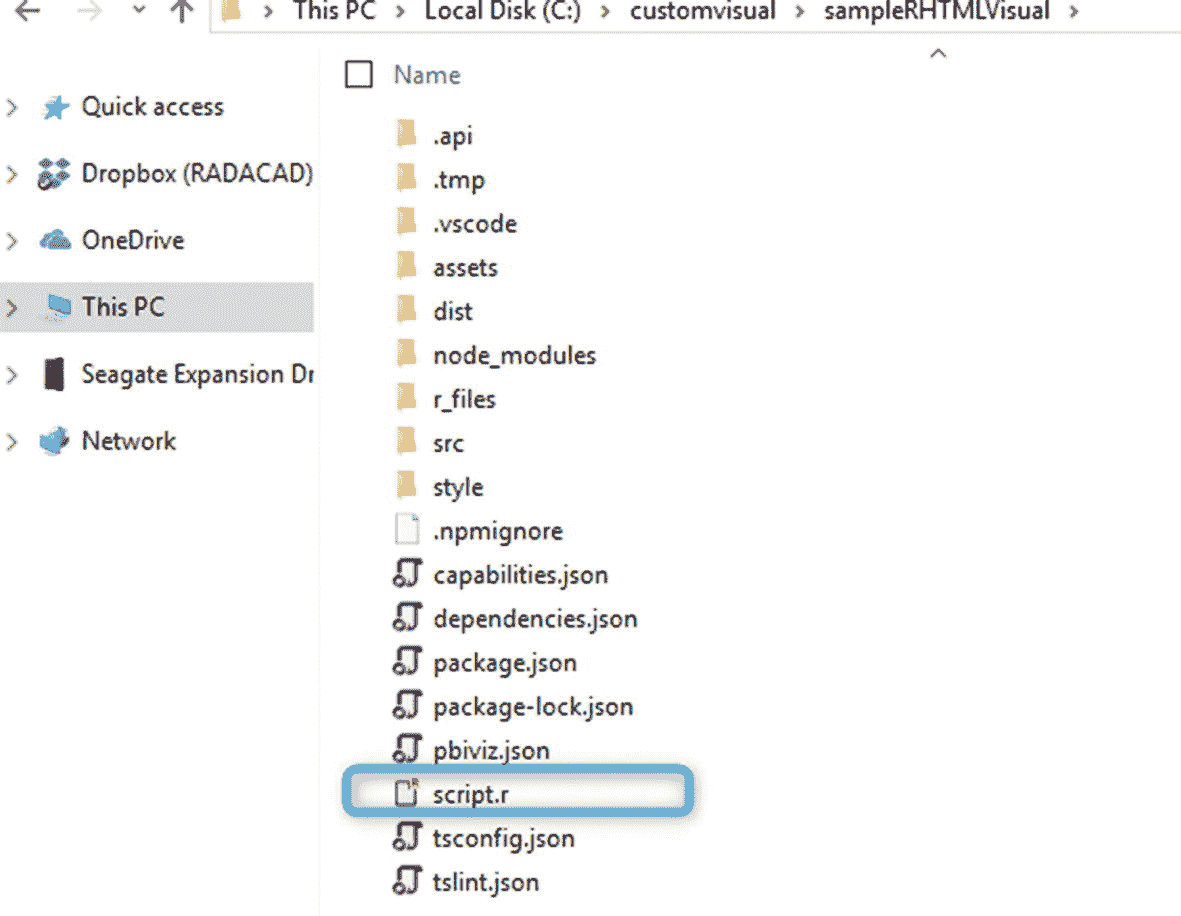 This PC > Local Disk (C:) > customvisual > sampleRHTMLVisual >
Name
Quick access
Dropbox (RADACAD)
OneDrive
This PC
Seagate Expansion Dr
Network
.api
.tmp
.vscode
assets
dist
node_modules
r_files
src
style
.npmignore
capabilities.json
dependencies.json
package.json
package-lock.json
pbiviz.json
script.r
tsconfig.json
tslint.json